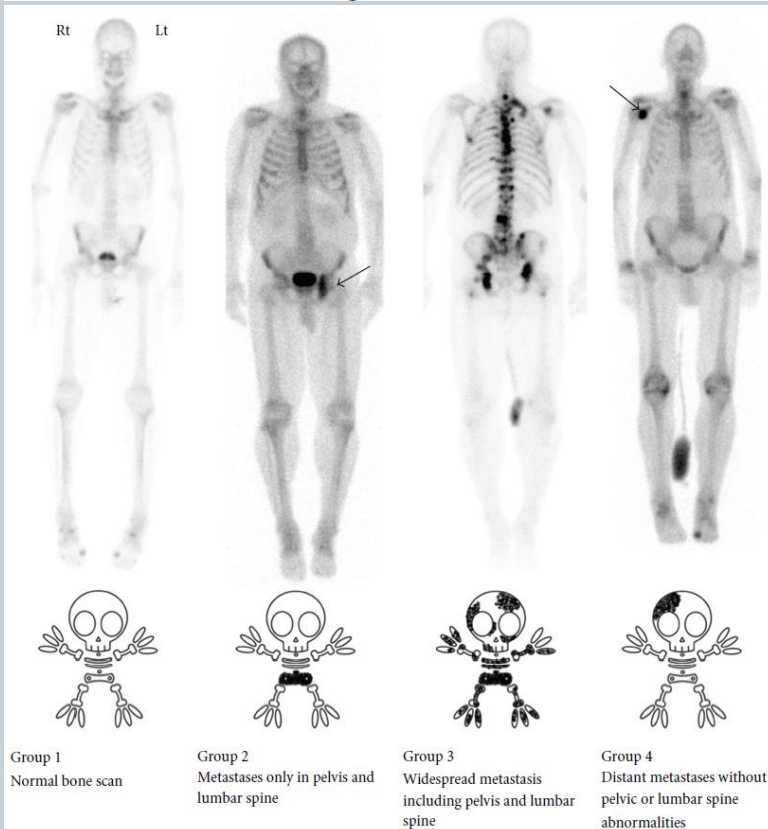 Rt Lt
Group 1
Normal bone scan
Group 2
Metastases only in pelvis and
lumbar spine
Group 3
Widespread metastasis
including pelvis and lumbar
spine
Group 4
Distant metastases without
pelvic or lumbar spine
abnormalities